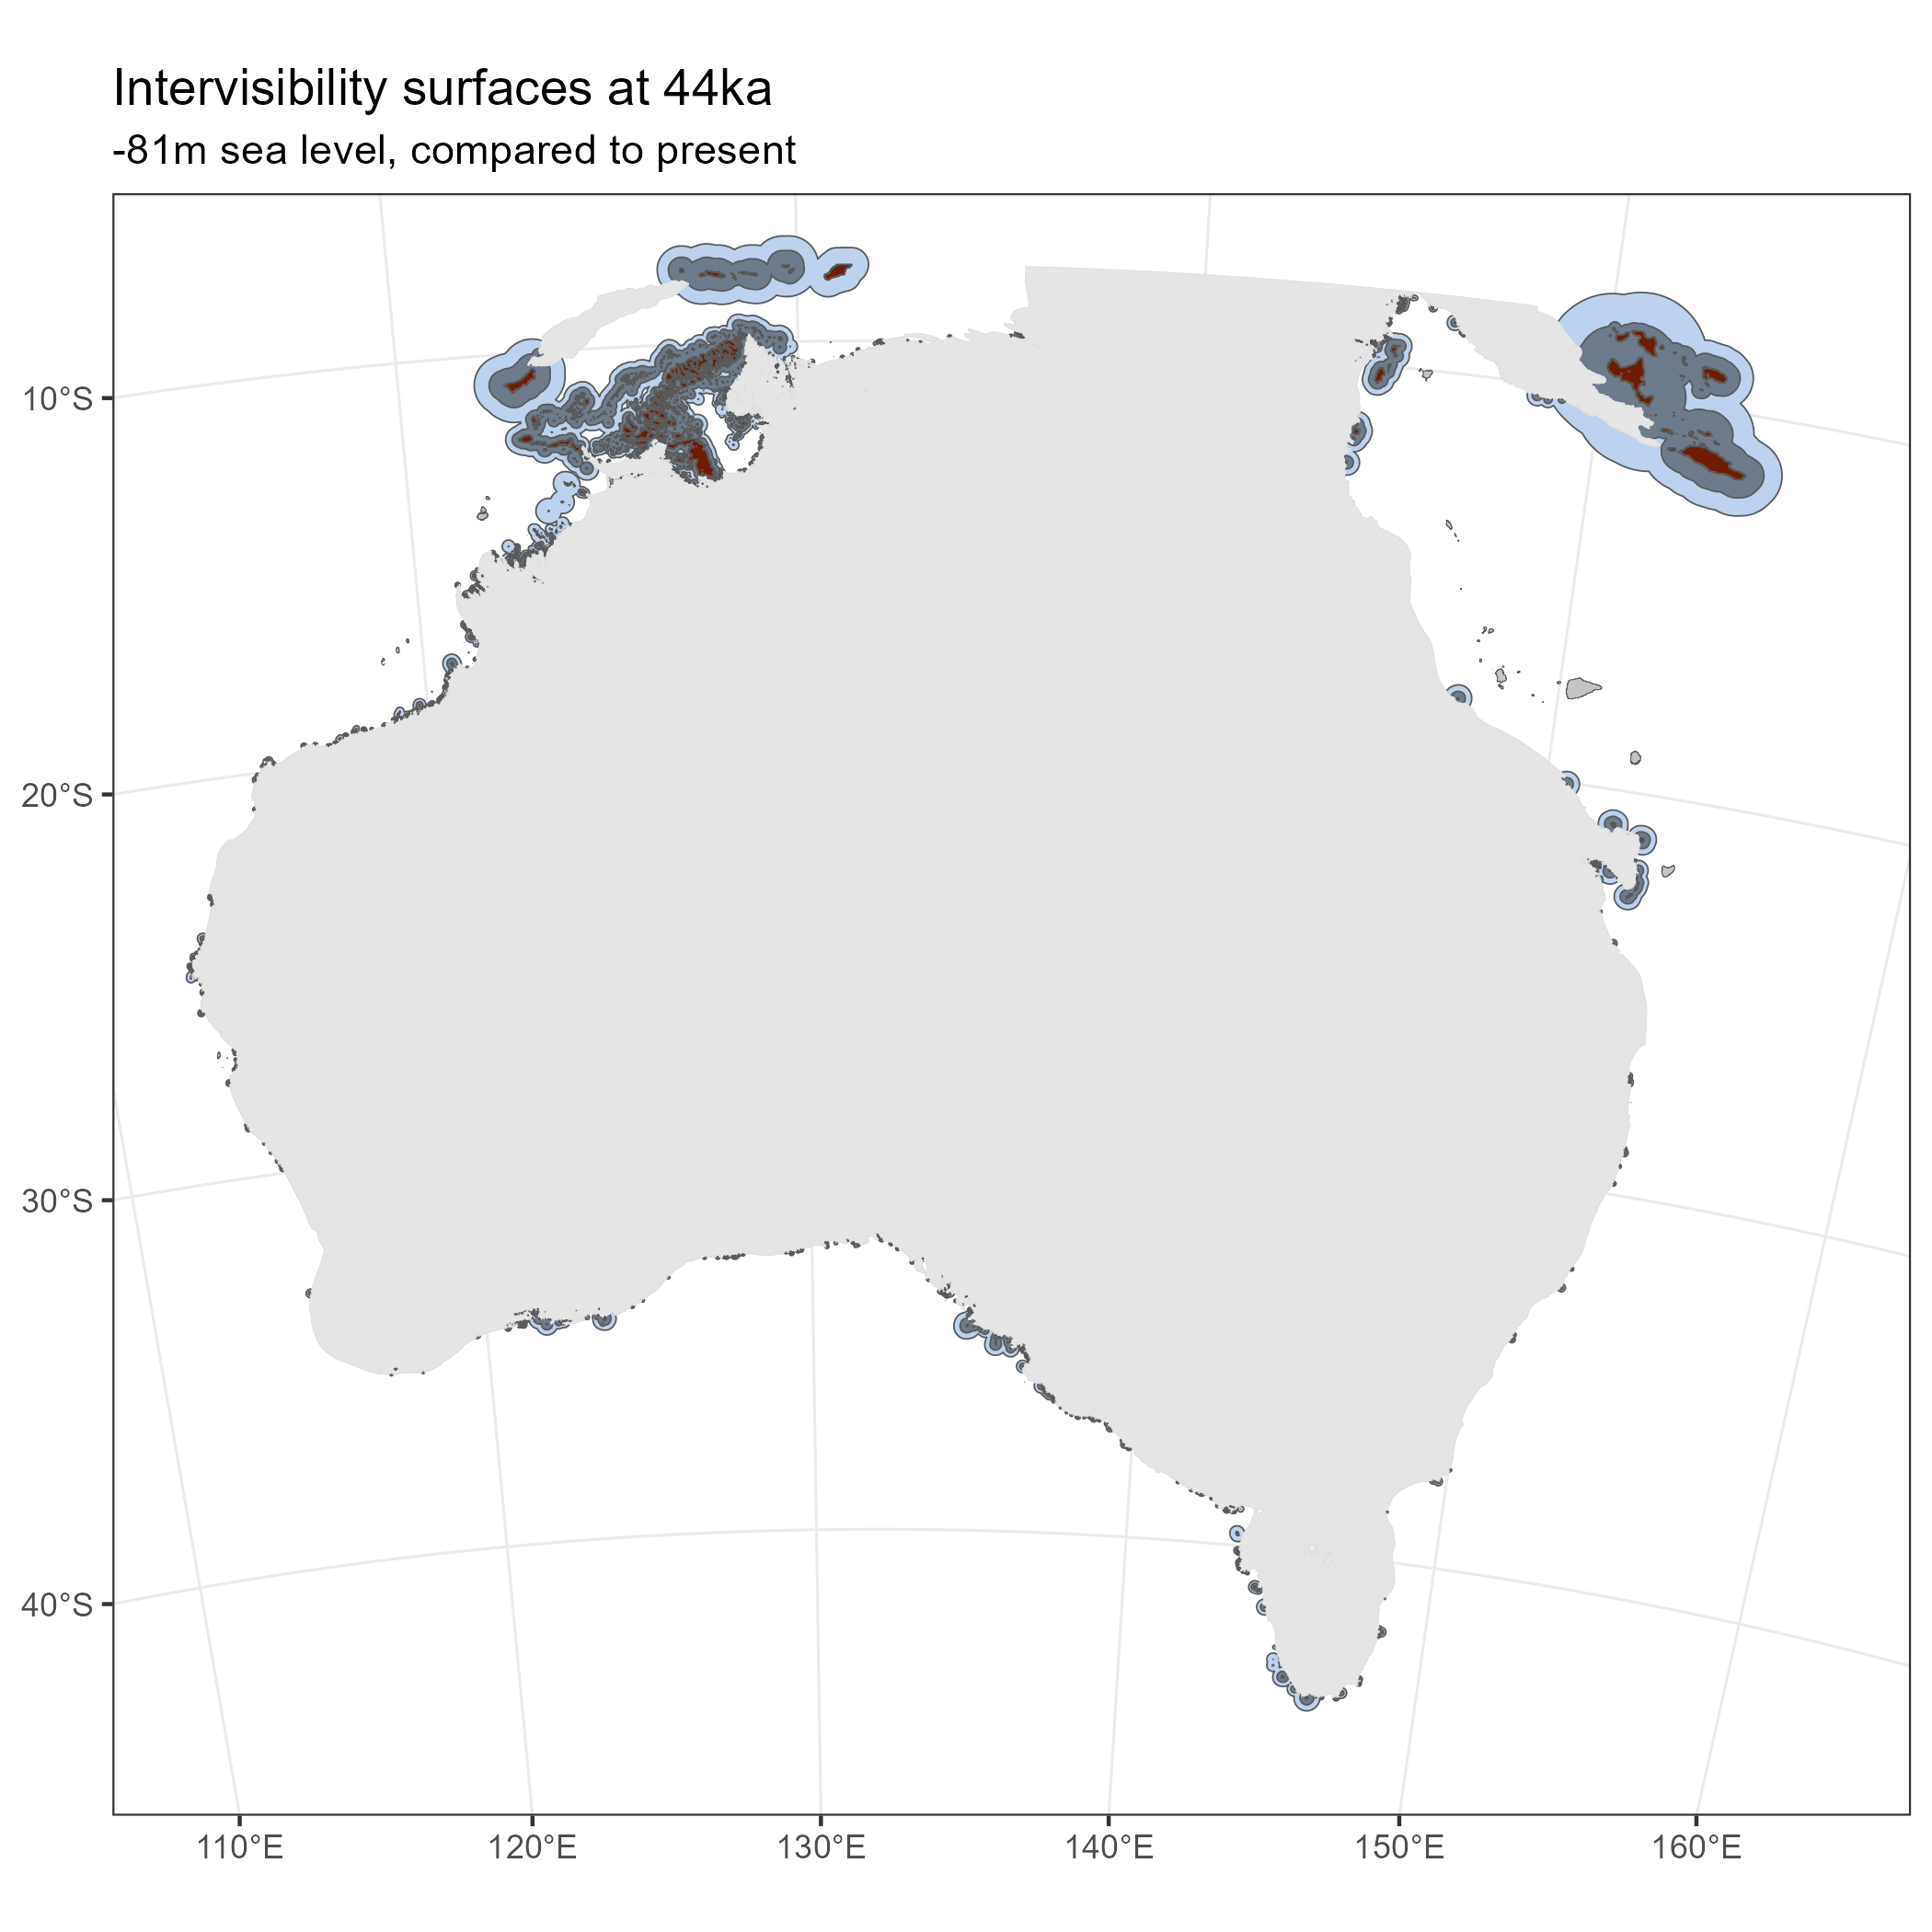 Intervisibility surfaces at 44ka
-81m sea level, compared to present
10°S
20°S
30°S
40°S
110°E 120°E 130°E 140°E 150°E 160°E